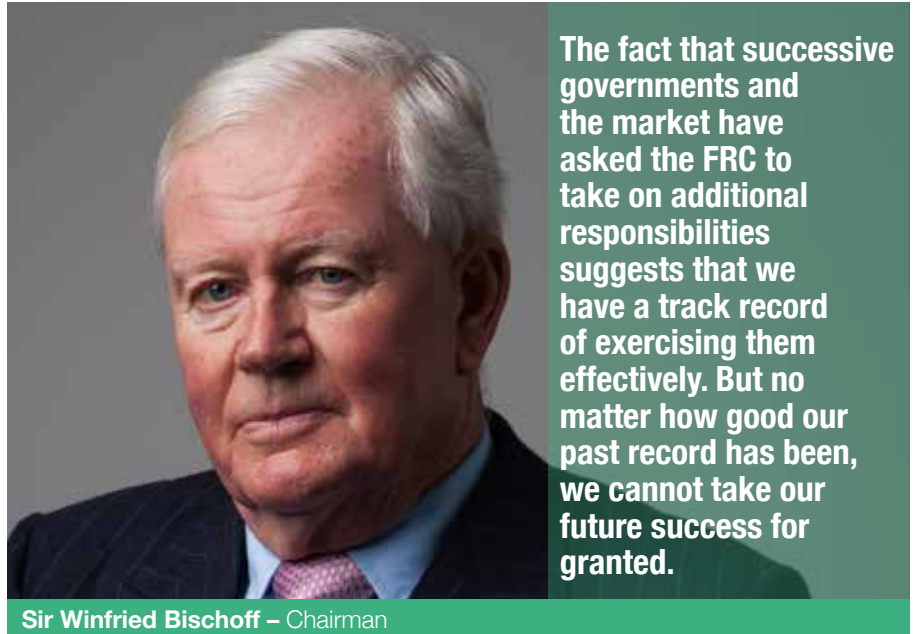 The fact that successive
governments and
the market have
asked the FRC to
take on additional
responsibilities
suggests that we
have a track record
of exercising them
effectively. But no
matter how good our
past record has been,
we cannot take our
future success for
granted.
Sir Winfried Bischoff – Chairman